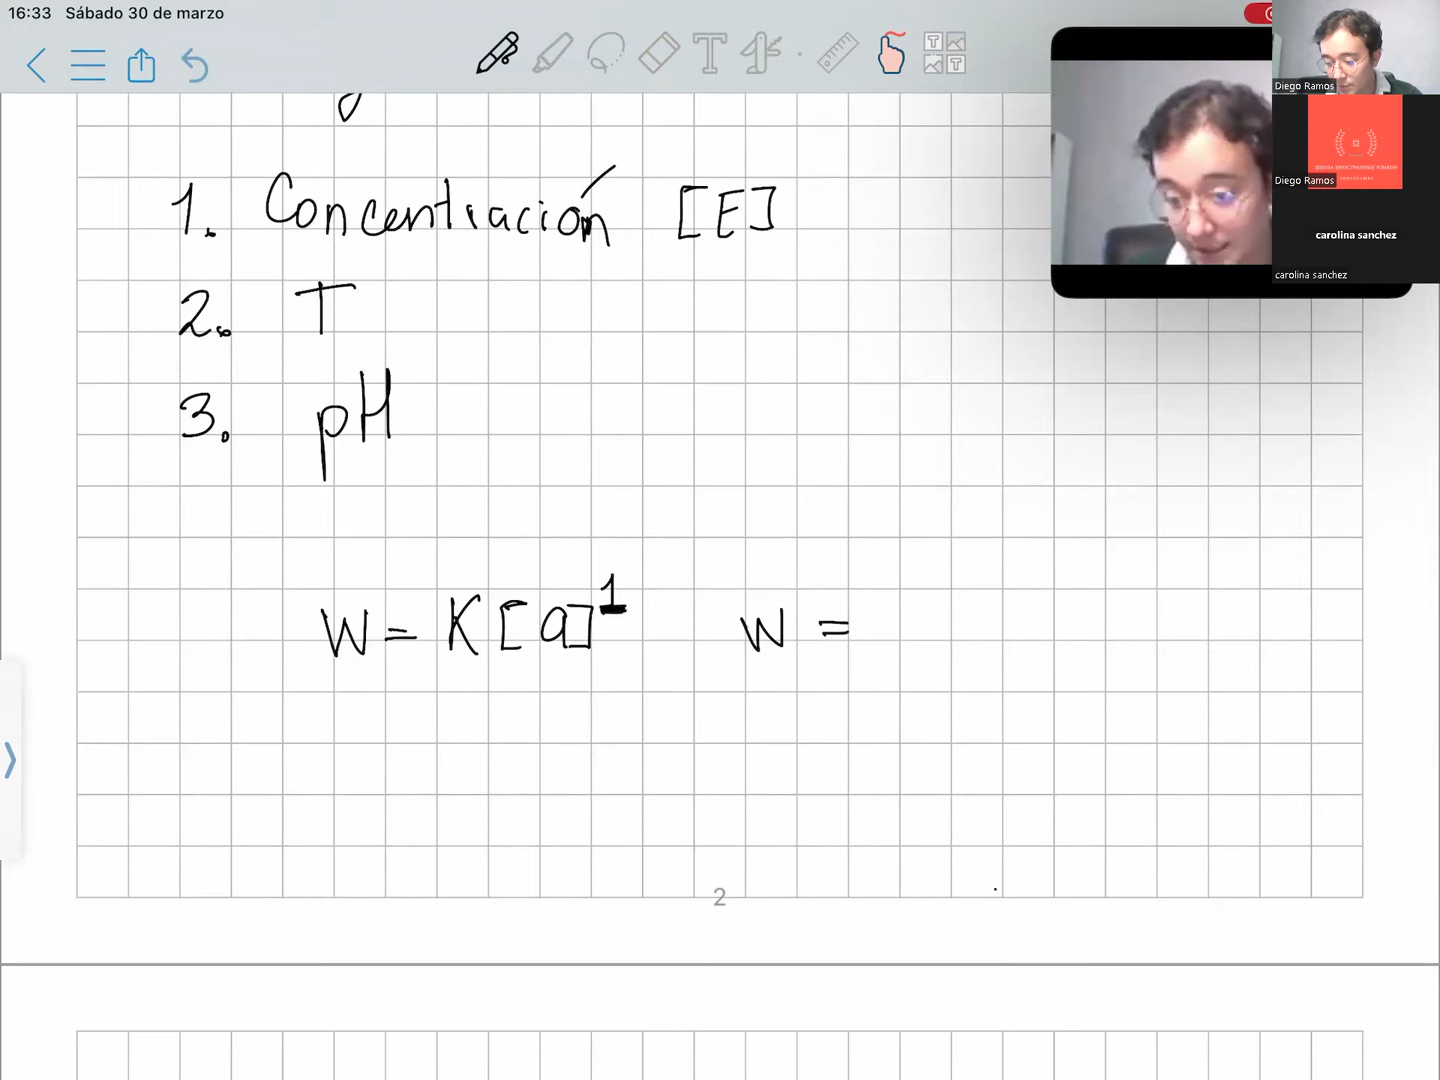 16:33 Sábado 30 de marzo
Diego Ramos
Diego Ramos
carolina sanchez
carolina sanchez
1. Concentración [E]
2. T
3. pH
W = K [a]¹ W =
2